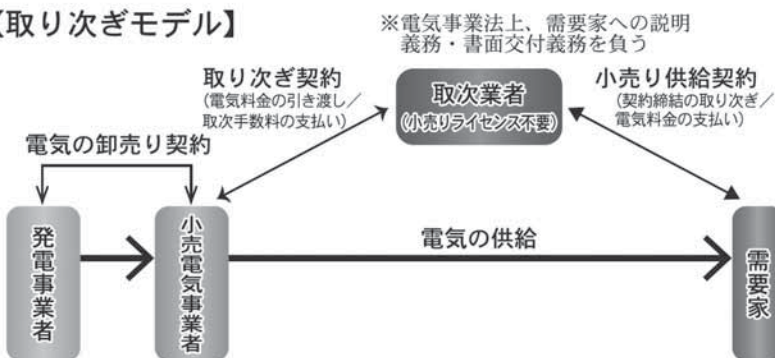 【取り次ぎモデル】
※電気事業法上、需要家への説明
義務・書面交付義務を負う
取り次ぎ契約
(電気料金の引き渡し／
取次手数料の支払い)
取次業者
(小売りライセンス不要)
小売り供給契約
(契約締結の取り次ぎ／
電気料金の支払い)
電気の卸売り契約
発電事業者
小売電気事業者
電気の供給
需要家